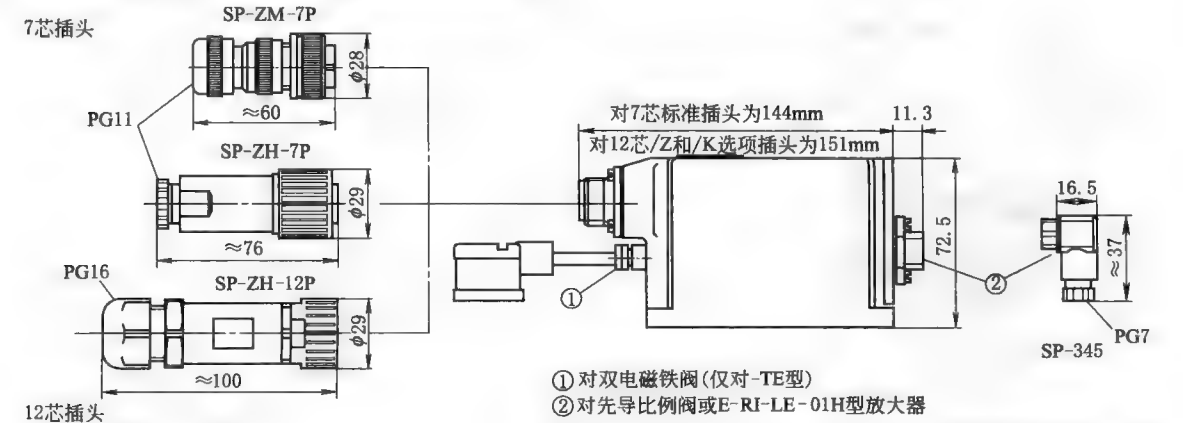 7芯插头
SP-ZM-7P
φ28
≈60
PG11
SP-ZH-7P
φ29
≈76
PG16
SP-ZH-12P
φ29
≈100
12芯插头
对7芯标准插头为144mm
11.3
对12芯/Z和/K选项插头为151mm
72.5
①
②
16.5
≈37
PG7
SP-345
①对双电磁铁阀(仅对-TE型)
②对先导比例阀或E-RI-LE-01H型放大器